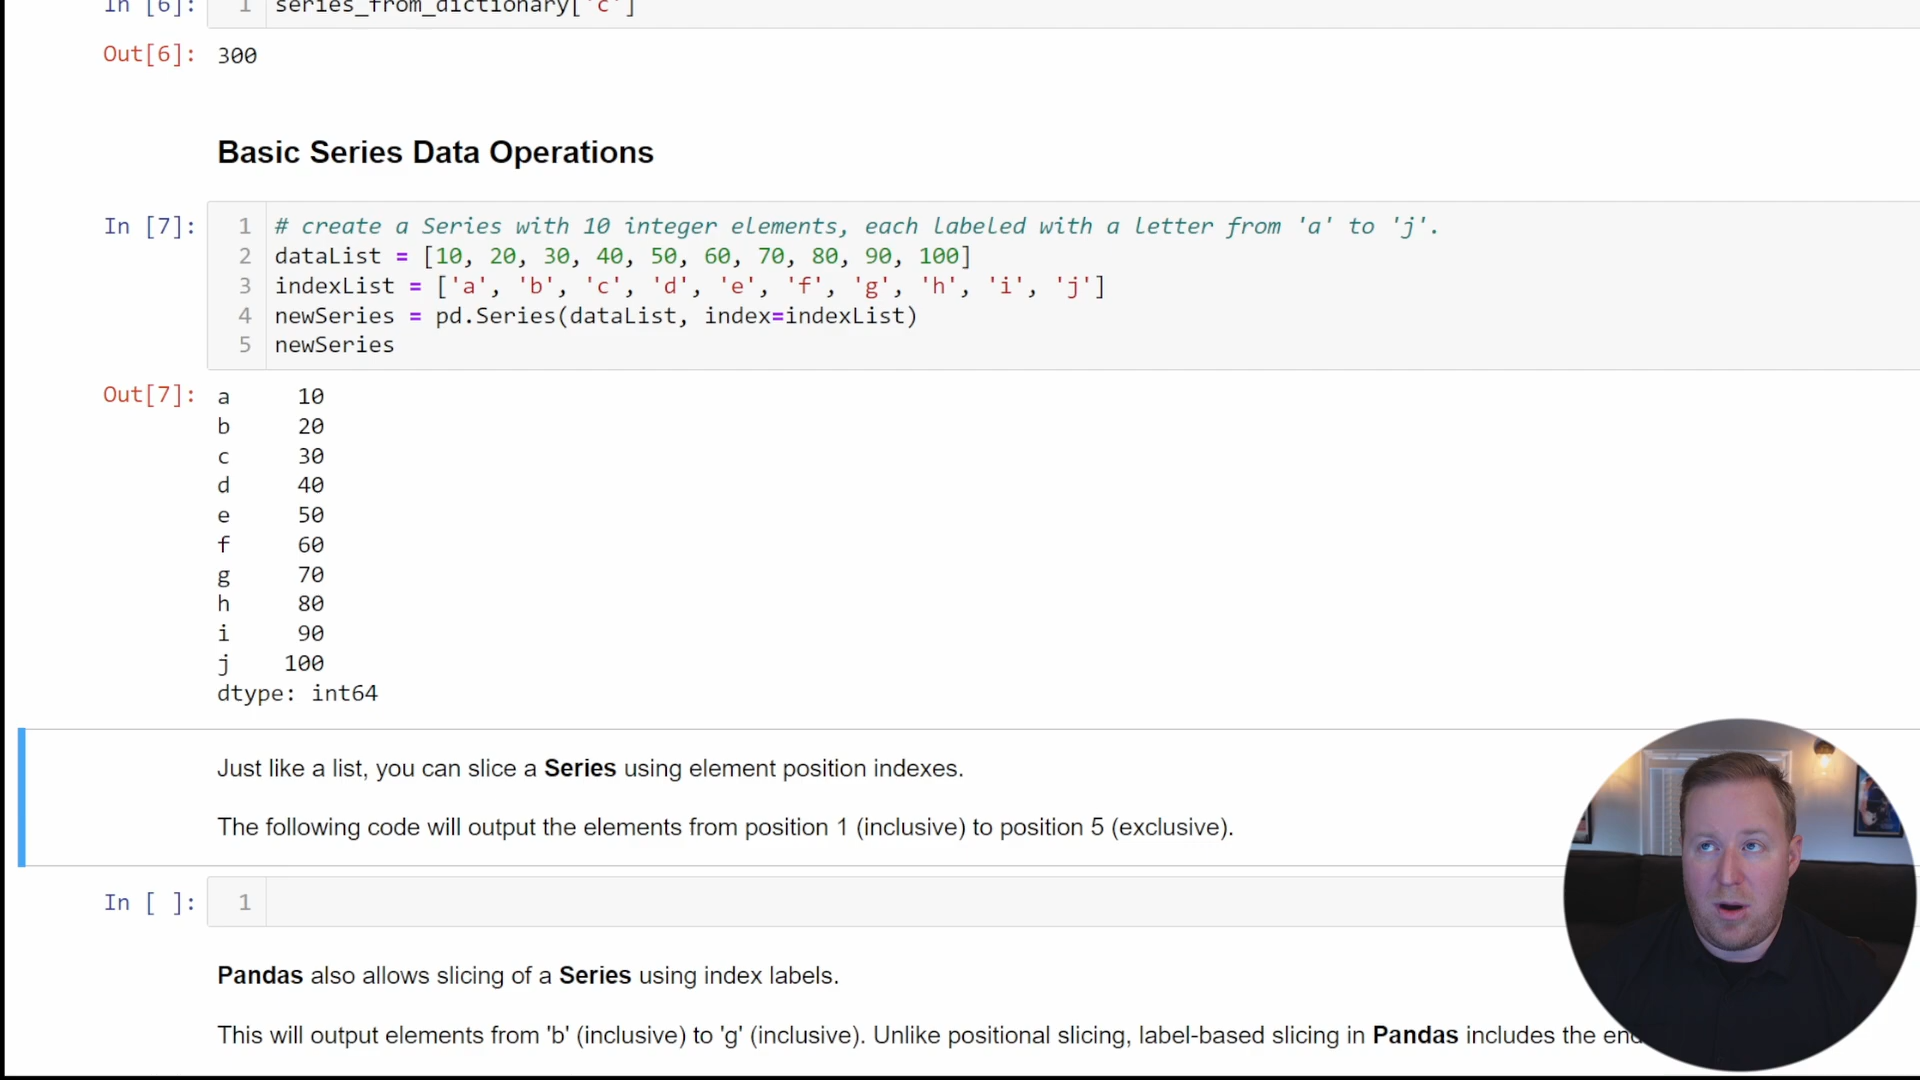 In [6]: 1 series_from_dictionary['c']
Out[6]: 300
Basic Series Data Operations
In [7]: 1 # create a Series with 10 integer elements, each labeled with a letter from 'a' to 'j'.
2 dataList = [10, 20, 30, 40, 50, 60, 70, 80, 90, 100]
3 indexList = ['a', 'b', 'c', 'd', 'e', 'f', 'g', 'h', 'i', 'j']
4 newSeries = pd.Series(dataList, index=indexList)
5 newSeries
Out[7]: a 10
b 20
c 30
d 40
e 50
f 60
g 70
h 80
i 90
j 100
dtype: int64
Just like a list, you can slice a Series using element position indexes.
The following code will output the elements from position 1 (inclusive) to position 5 (exclusive).
In [ ]: 1
Pandas also allows slicing of a Series using index labels.
This will output elements from 'b' (inclusive) to 'g' (inclusive). Unlike positional slicing, label-based slicing in Pandas includes the